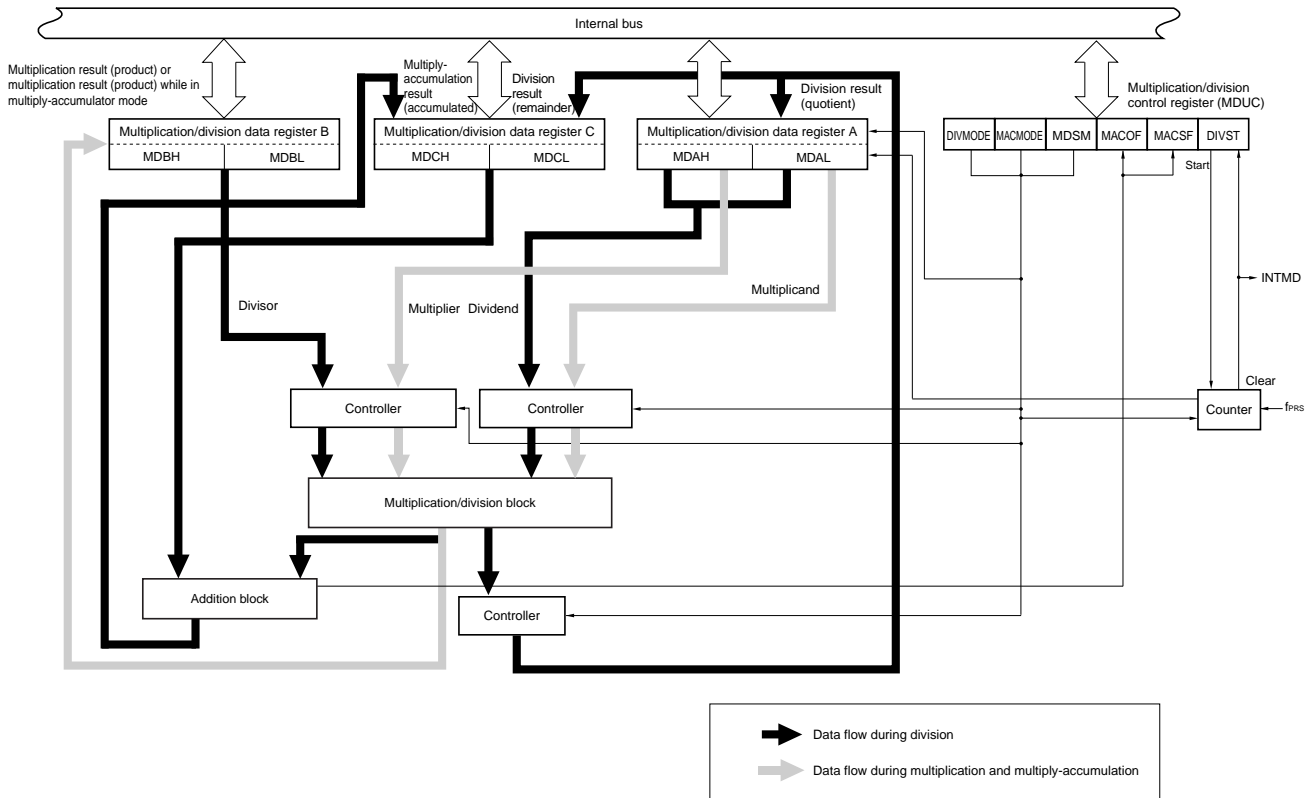 Internal bus
Multiplication result (product) or
multiplication result (product) while in
multiply-accumulator mode
Multiply-
accumulation
result
(accumulated)
Division
result
(remainder)
Division result
(quotient)
Multiplication/division
control register (MDUC)
Multiplication/division data register B
MDBH
MDBL
Multiplication/division data register C
MDCH
MDCL
Multiplication/division data register A
MDAH
MDAL
DIVMODE
MACMODE
MDSM
MACOF
MACSF
DIVST
Start
INTMD
Divisor
Multiplier
Dividend
Multiplicand
Clear
Controller
Controller
Counter
fPRS
Multiplication/division block
Addition block
Controller
Data flow during division
Data flow during multiplication and multiply-accumulation